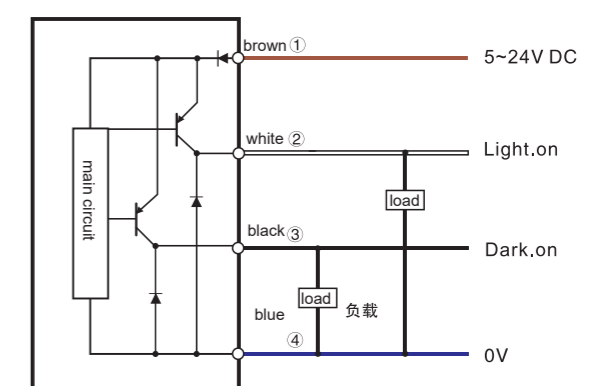 brown ①
5~24V DC
white ②
Light.on
load
main circuit
black ③
Dark.on
load
负载
blue
④
0V